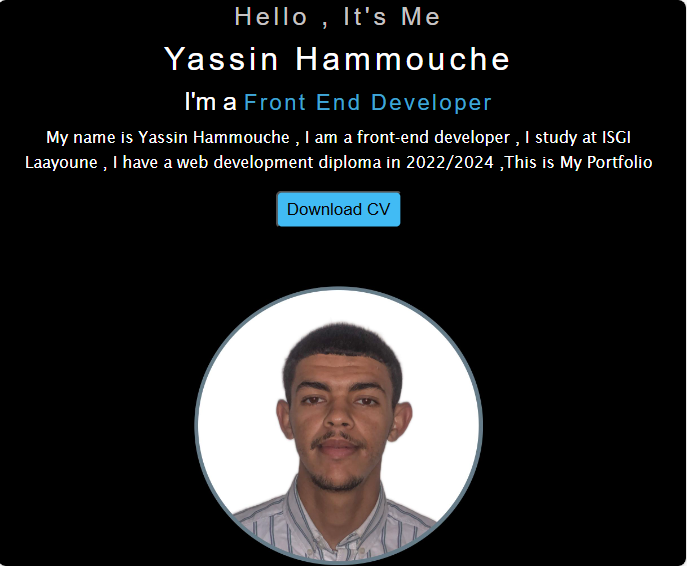 Hello , It's Me
Yassin Hammouche
I'm a Front End Developer
My name is Yassin Hammouche , I am a front-end developer , I study at ISGI
Laayoune , I have a web development diploma in 2022/2024 ,This is My Portfolio
Download CV